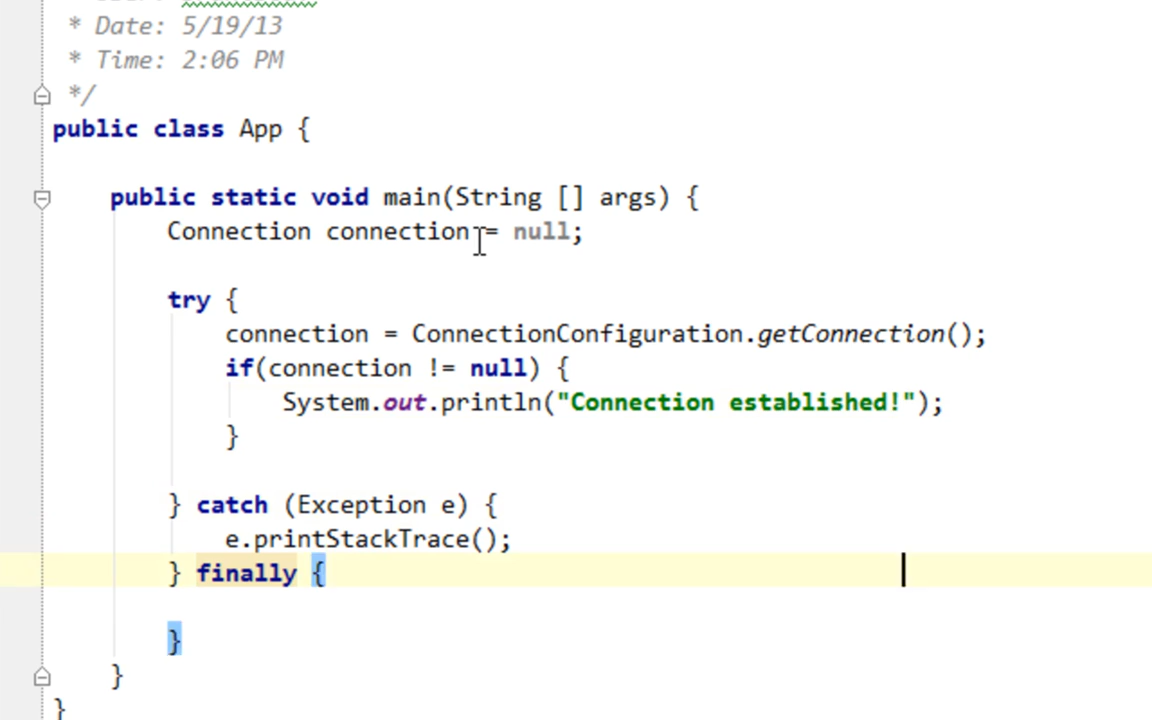 * Date: 5/19/13
* Time: 2:06 PM
*/
public class App {
public static void main(String [] args) {
Connection connection = null;
try {
connection = ConnectionConfiguration.getConnection();
if(connection != null) {
System.out.println("Connection established!");
}
} catch (Exception e) {
e.printStackTrace();
} finally {
}
}
}